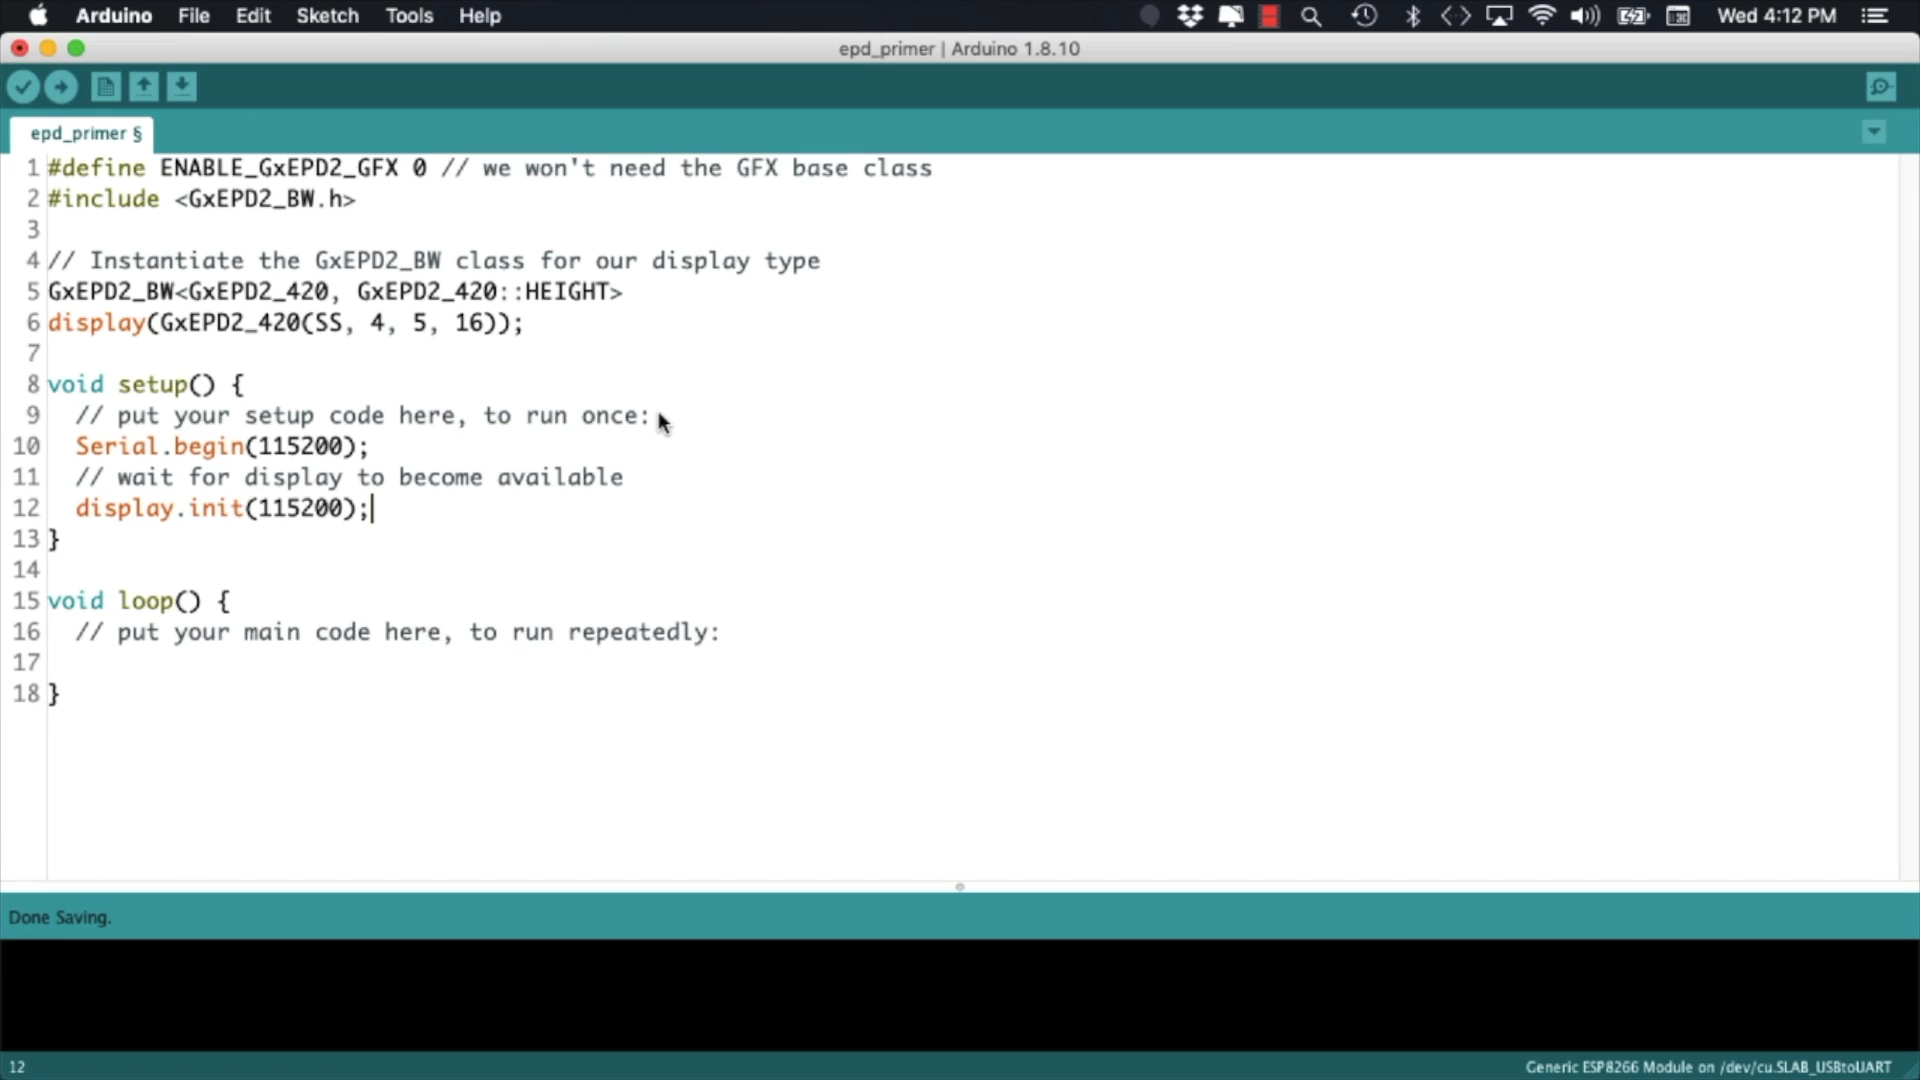 Arduino File Edit Sketch Tools Help Wed 4:12 PM
epd_primer | Arduino 1.8.10
epd_primer §
1 #define ENABLE_GxEPD2_GFX 0 // we won't need the GFX base class
2 #include <GxEPD2_BW.h>
3
4 // Instantiate the GxEPD2_BW class for our display type
5 GxEPD2_BW<GxEPD2_420, GxEPD2_420::HEIGHT>
6 display(GxEPD2_420(SS, 4, 5, 16));
7
8 void setup() {
9 // put your setup code here, to run once:
10 Serial.begin(115200);
11 // wait for display to become available
12 display.init(115200);
13 }
14
15 void loop() {
16 // put your main code here, to run repeatedly:
17
18 }
Done Saving.
12 Generic ESP8266 Module on /dev/cu.SLAB_USBtoUART